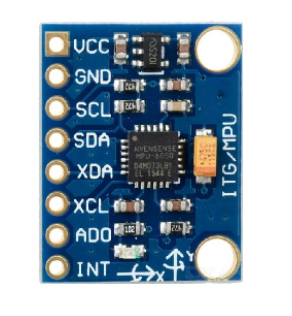 VCC
GND
SCL
SDA
XDA
XCL
ADO
INT
INVENSENSE
MPU-6050
ITG/MPU
Y
X